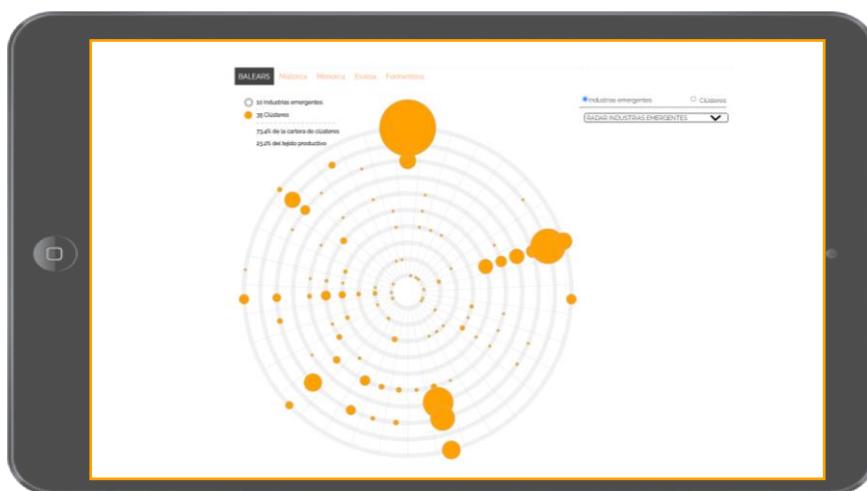 BALEARS Mallorca Menorca Eivissa Formentera
10 Industrias emergentes
35 Clústeres
73,4% de la cartera de clústeres
23,2% del tejido productivo
Industrias emergentes Clústeres
RADAR INDUSTRIAS EMERGENTES